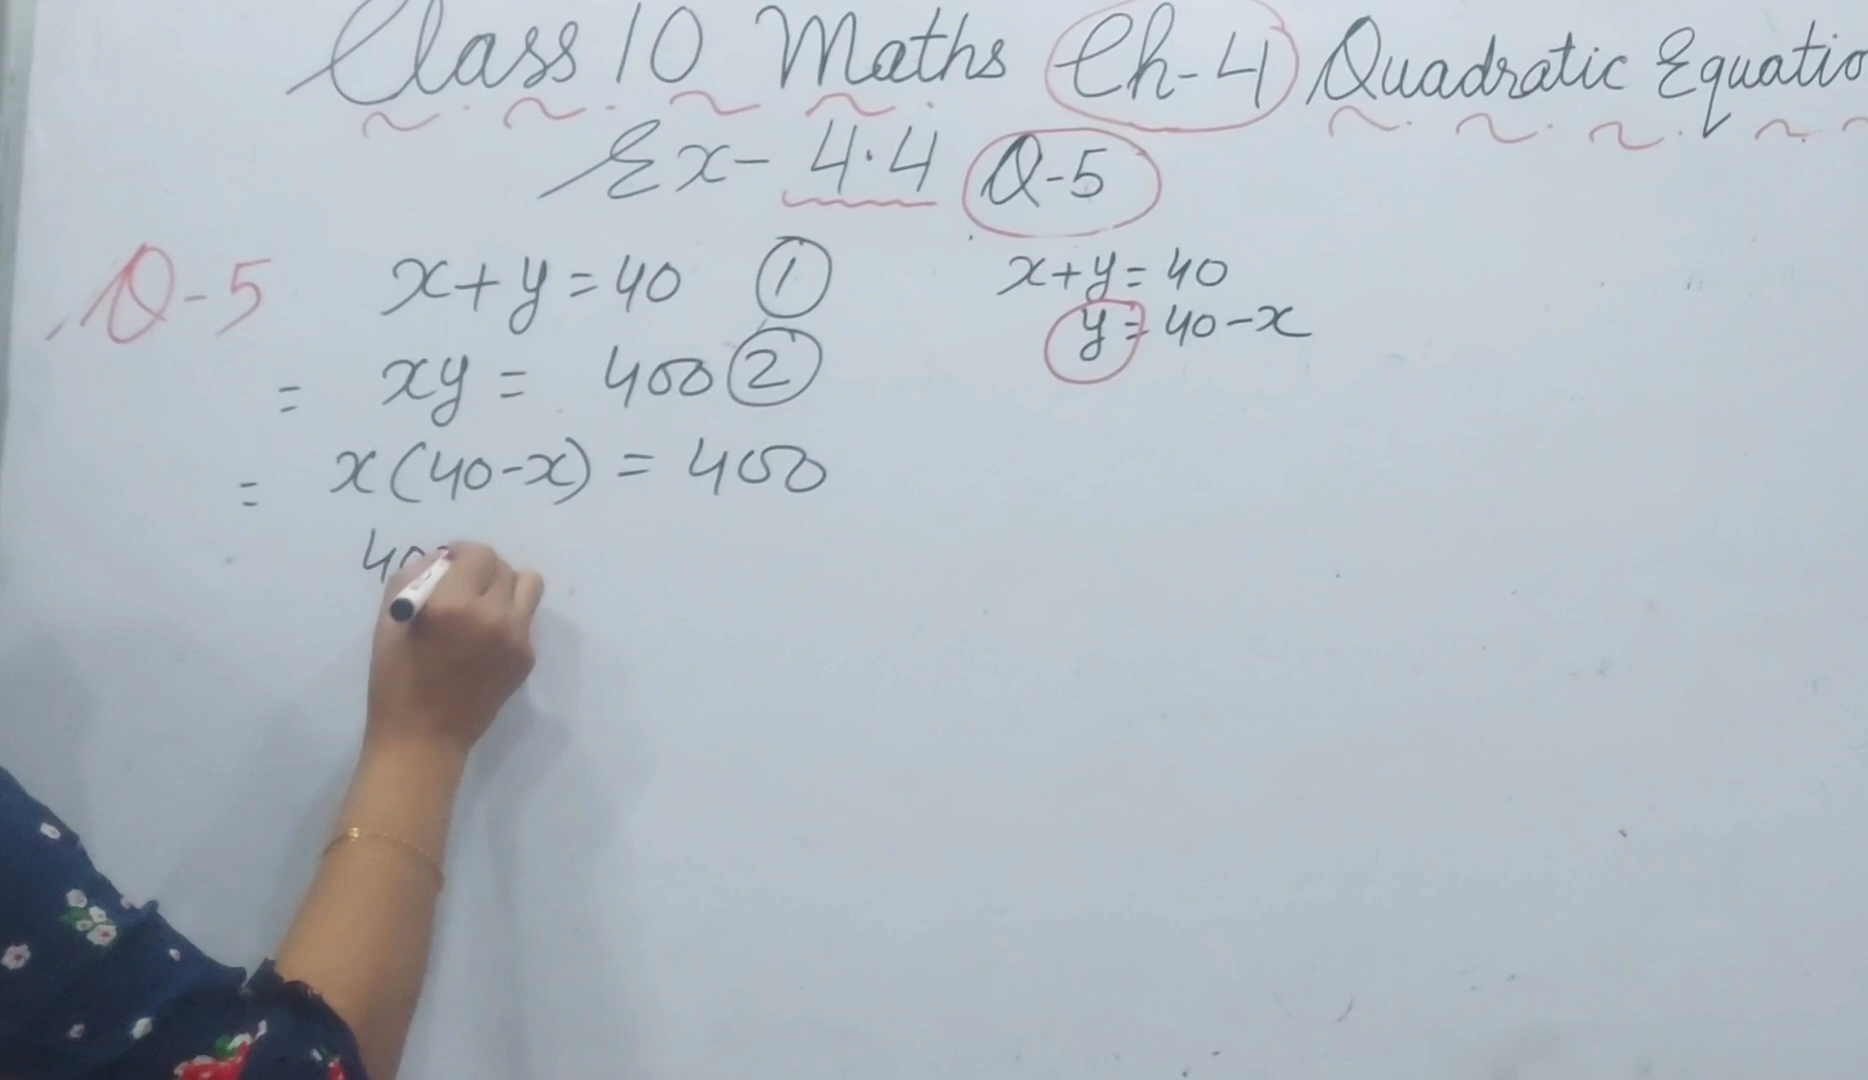 Class 10 Maths Ch-4 Quadratic Equatio
Ex-4.4 Q-5
Q-5 x+y=40 ①
= xy = 400 ②
= x(40-x) = 400
40
x+y=40
y=40-x